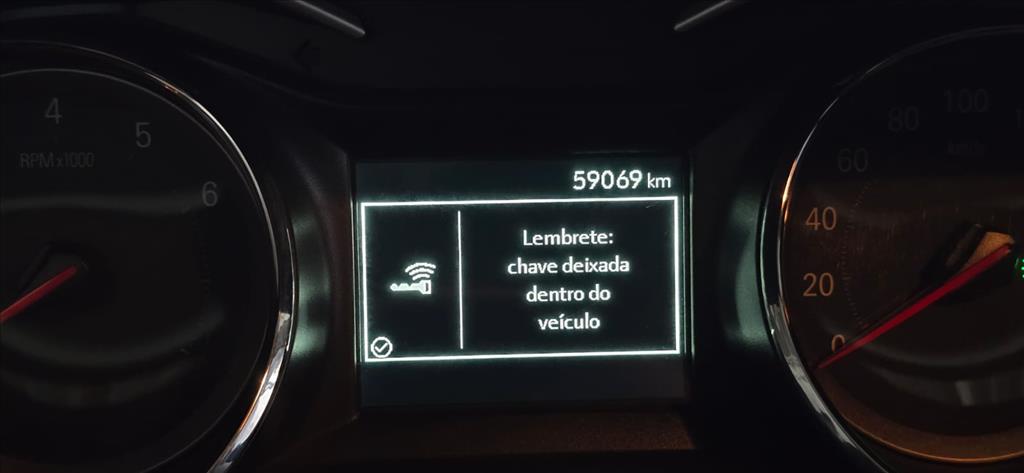 4
5
RPM x1000
6
59069 km
Lembrete:
chave deixada
dentro do
veículo
100
80
60
40
20
0